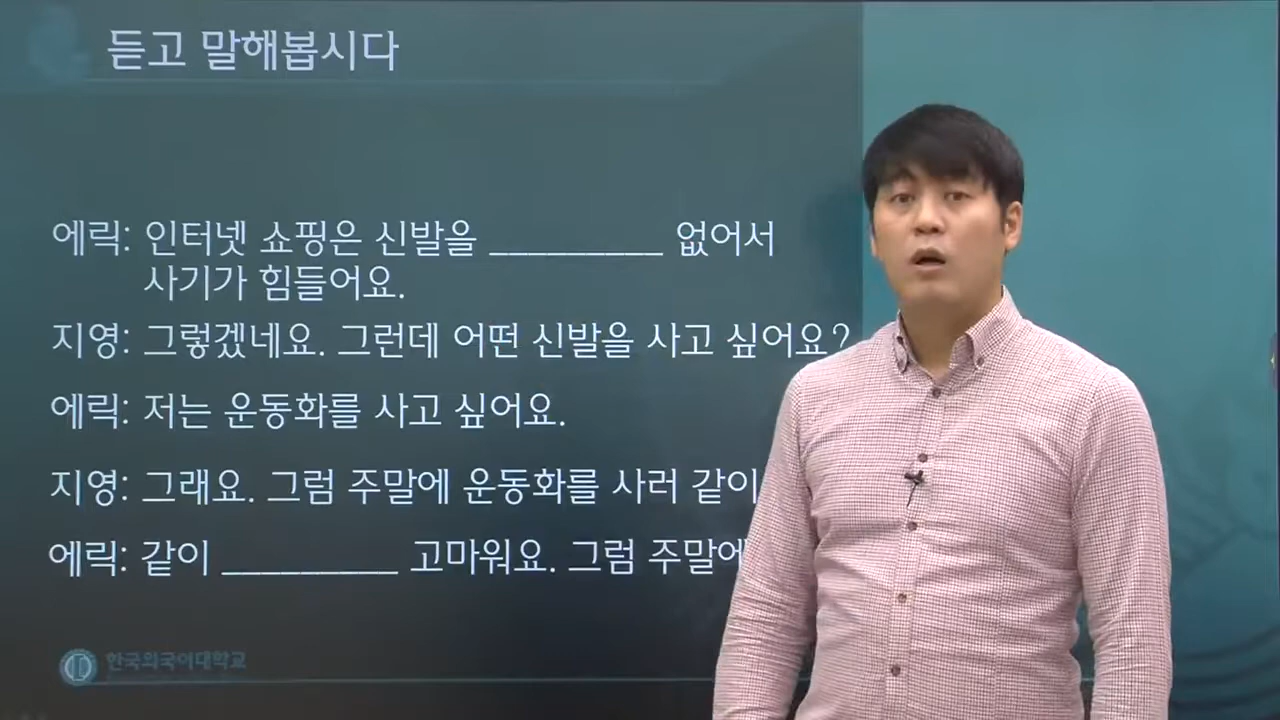 듣고 말해봅시다
에릭: 인터넷 쇼핑은 신발을 __________ 없어서
사기가 힘들어요.
지영: 그렇겠네요. 그런데 어떤 신발을 사고 싶어요?
에릭: 저는 운동화를 사고 싶어요.
지영: 그래요. 그럼 주말에 운동화를 사러 같이
에릭: 같이 __________ 고마워요. 그럼 주말에
한국외국어대학교